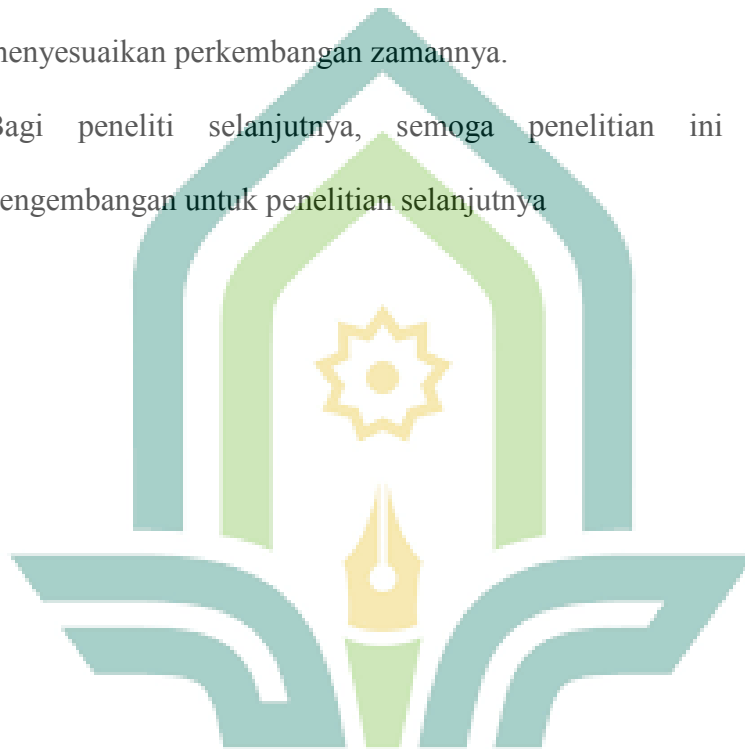 menyesuaikan perkembangan zamannya.
Bagi peneliti selanjutnya, semoga penelitian ini
pengembangan untuk penelitian selanjutnya